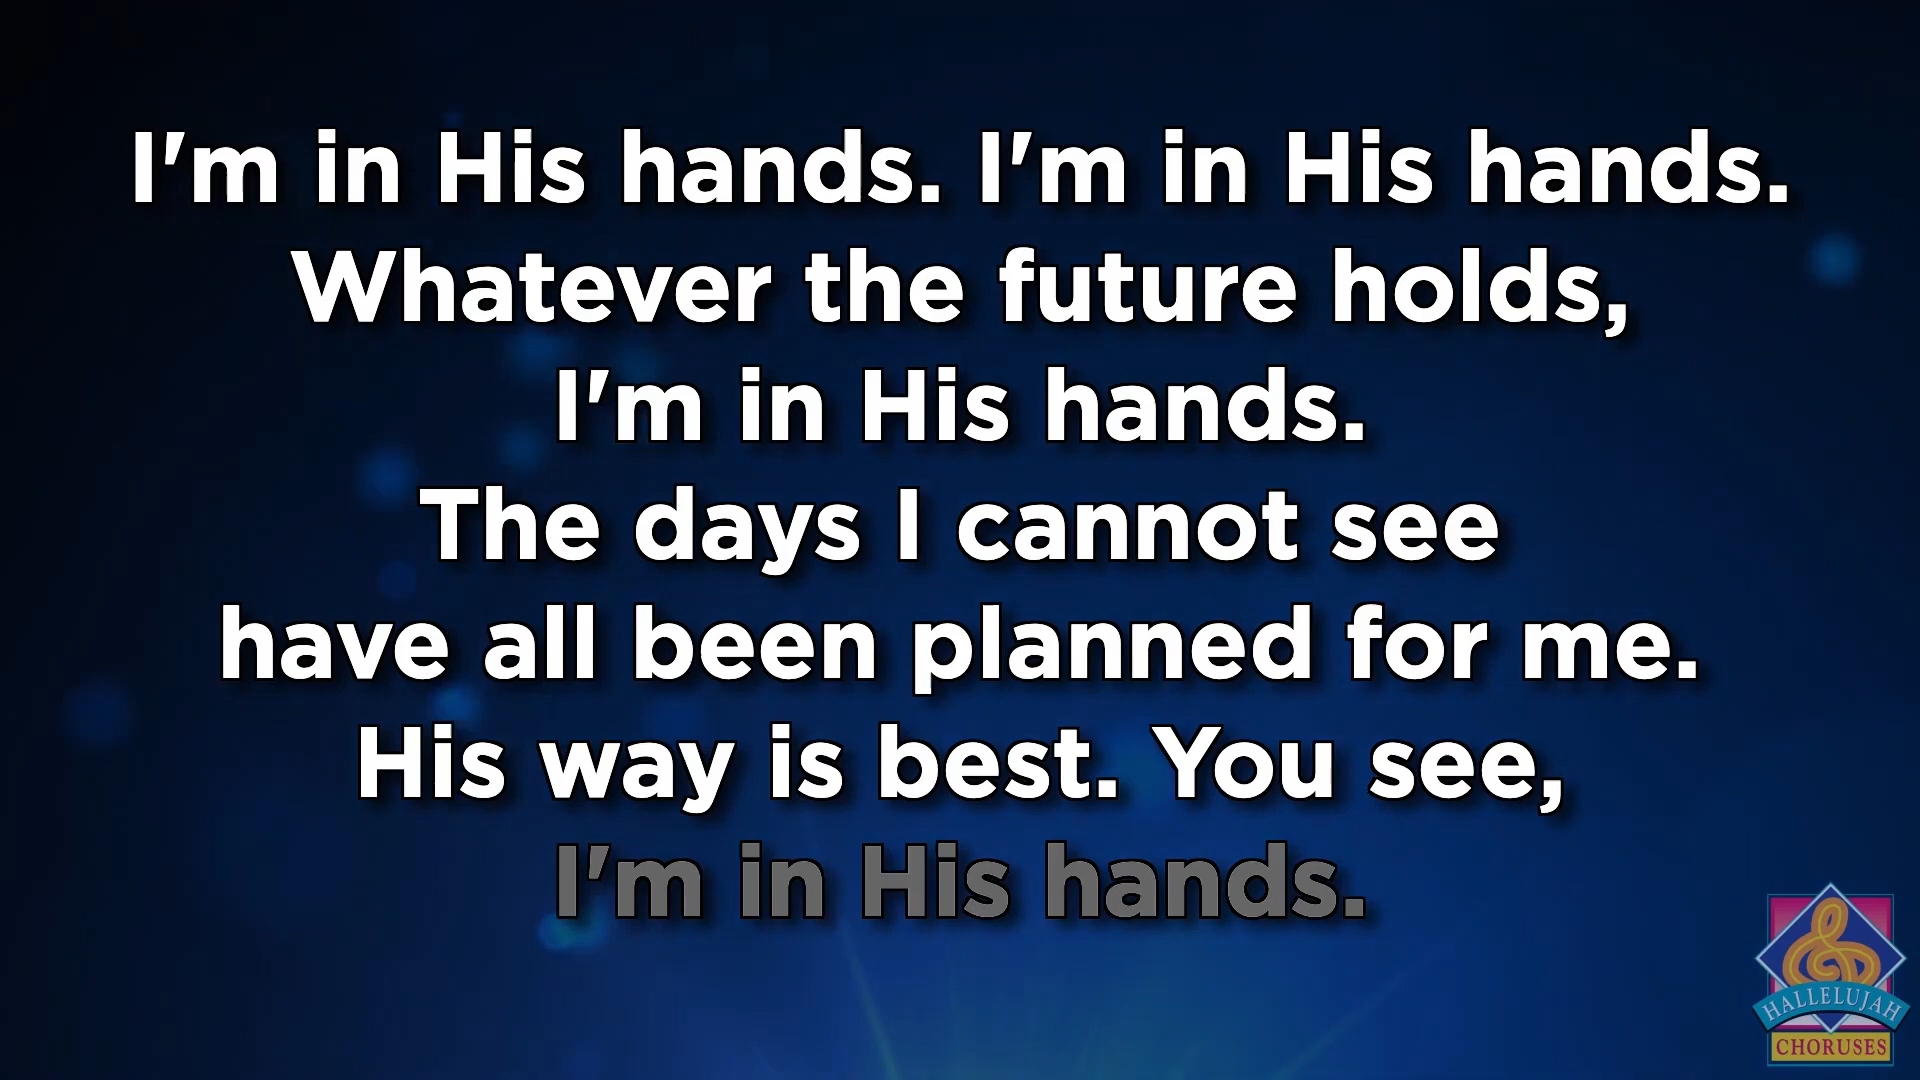 I'm in His hands. I'm in His hands.
Whatever the future holds,
I'm in His hands.
The days I cannot see
have all been planned for me.
His way is best. You see,
I'm in His hands.
HALLELUJAH
CHORUSES